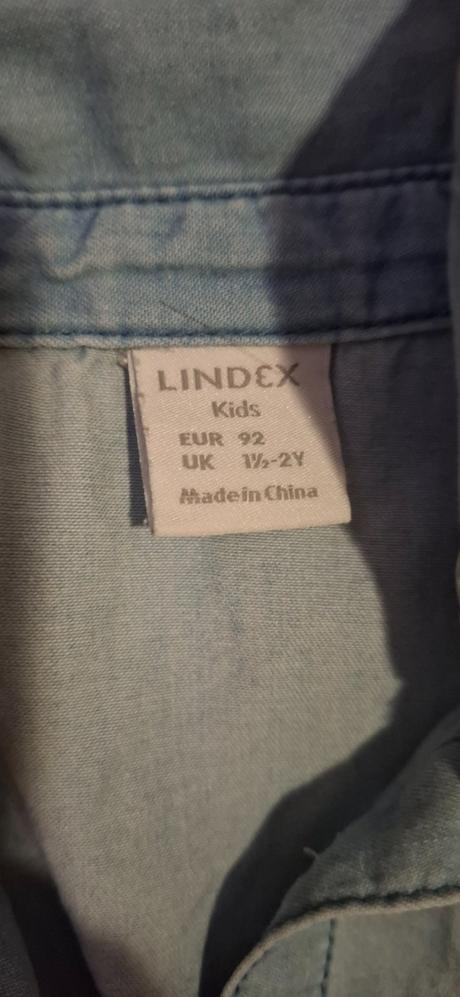 LINDEX
Kids
EUR 92
UK 1½-2Y
Made in China